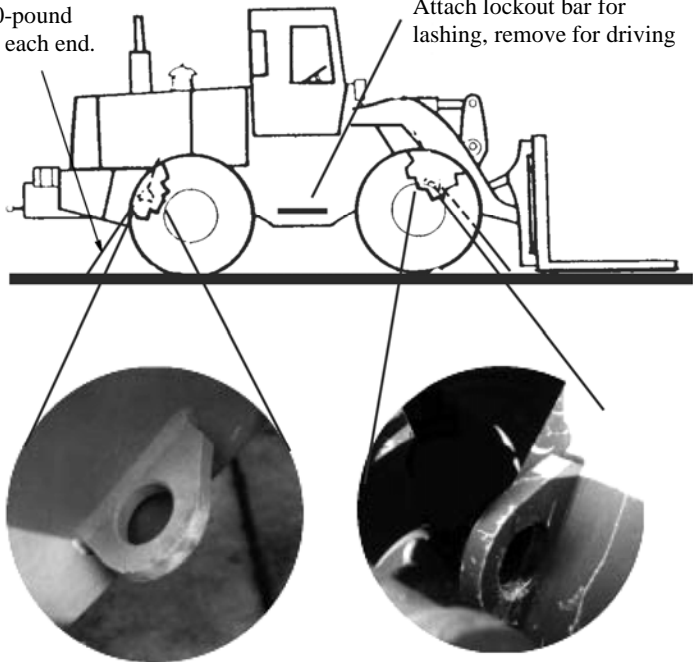 0-pound
each end.
Attach lockout bar for
lashing, remove for driving